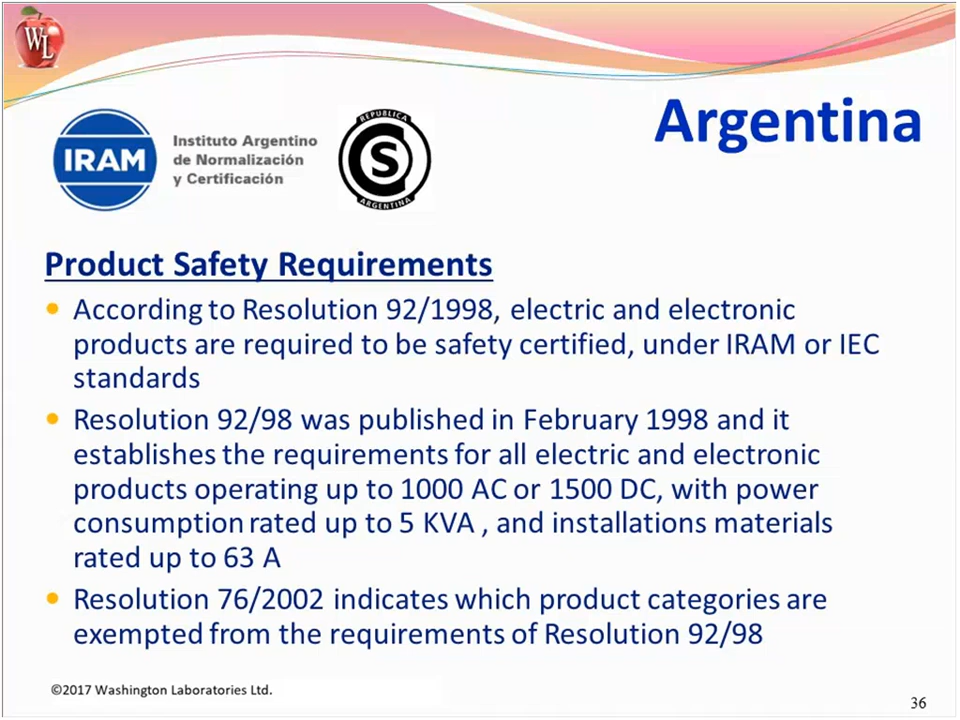 WL
Argentina
IRAM
Instituto Argentino
de Normalización
y Certificación
REPUBLICA
S
ARGENTINA
Product Safety Requirements
• According to Resolution 92/1998, electric and electronic
products are required to be safety certified, under IRAM or IEC
standards
• Resolution 92/98 was published in February 1998 and it
establishes the requirements for all electric and electronic
products operating up to 1000 AC or 1500 DC, with power
consumption rated up to 5 KVA , and installations materials
rated up to 63 A
• Resolution 76/2002 indicates which product categories are
exempted from the requirements of Resolution 92/98
©2017 Washington Laboratories Ltd.
36